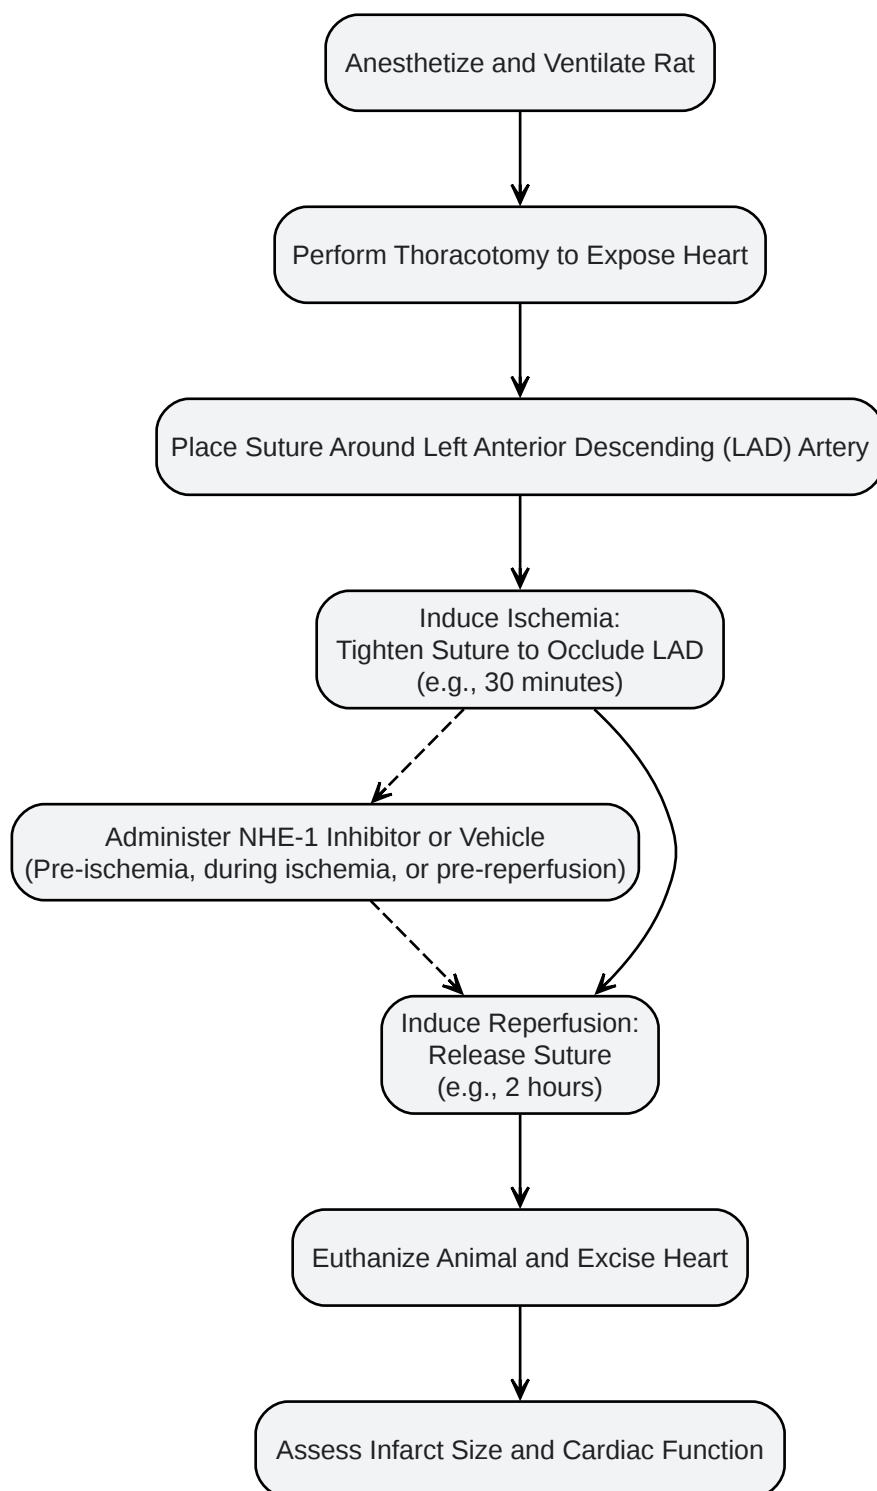 Anesthetize and Ventilate Rat
Perform Thoracotomy to Expose Heart
Place Suture Around Left Anterior Descending (LAD) Artery
Induce Ischemia:
Tighten Suture to Occlude LAD
(e.g., 30 minutes)
Administer NHE-1 Inhibitor or Vehicle
(Pre-ischemia, during ischemia, or pre-reperfusion)
Induce Reperfusion:
Release Suture
(e.g., 2 hours)
Euthanize Animal and Excise Heart
Assess Infarct Size and Cardiac Function